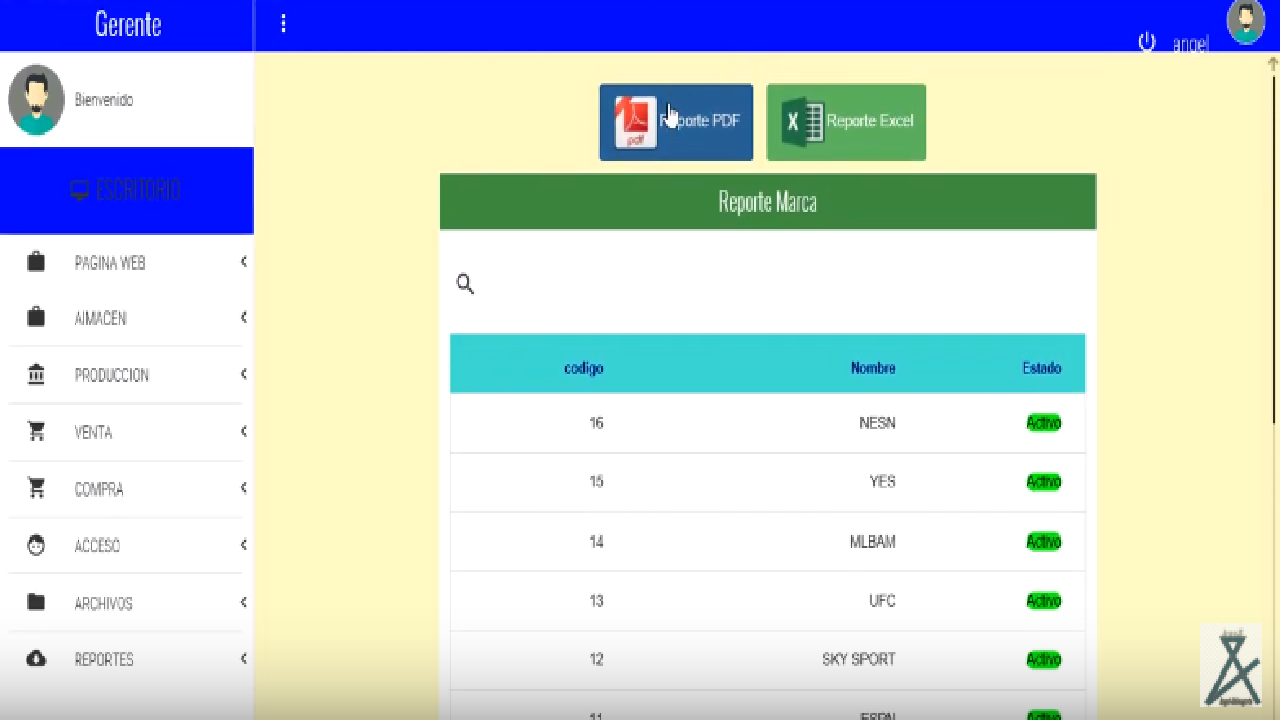 Gerente
angel
Bienvenido
pdf
Reporte PDF
X
Reporte Excel
ESCRITORIO
Reporte Marca
PAGINA WEB
AlMACEN
PRODUCCION
VENTA
COMPRA
ACCESO
ARCHIVOS
REPORTES
codigo Nombre Estado
16 NESN Activo
15 YES Activo
14 MLBAM Activo
13 UFC Activo
12 SKY SPORT Activo
11 Activo